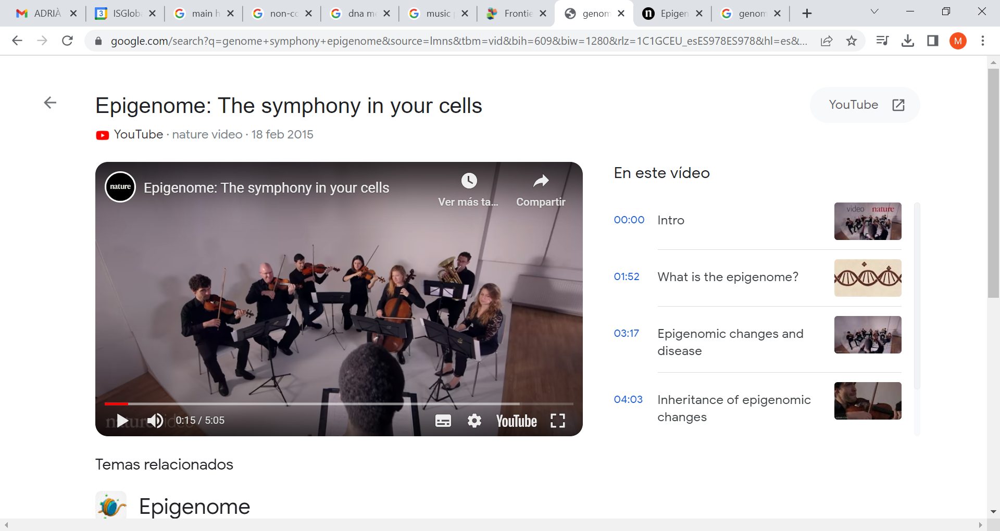 ADRIÀ
3
ISGlob
main h
non-co
dna m
music
Frontie
genom
n
Epigen
genom
google.com/search?q=genome+symphony+epigenome&source=lmns&tbm=vid&bih=609&biw=1280&rlz=1C1GCEU_esES978ES978&hl=es&...
M
Epigenome: The symphony in your cells
YouTube
YouTube · nature video · 18 feb 2015
nature
Epigenome: The symphony in your cells
Ver más ta...
Compartir
0:15 / 5:05
YouTube
En este vídeo
00:00
Intro
video nature
01:52
What is the epigenome?
03:17
Epigenomic changes and
disease
04:03
Inheritance of epigenomic
changes
Temas relacionados
Epigenome